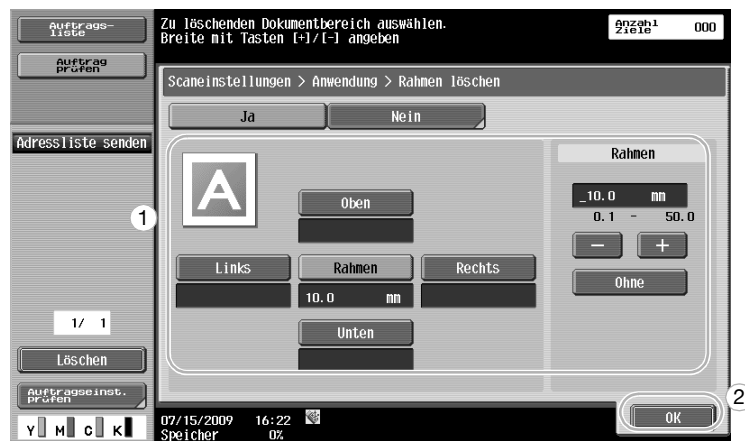 Auftrags-
liste
Auftrag
prüfen
Zu löschenden Dokumentbereich auswählen.
Breite mit Tasten [+]/[-] angeben
Anzahl
Ziele
000
Scaneinstellungen > Anwendung > Rahmen löschen
Ja
Nein
Adressliste senden
Rahmen
A
Oben
_10.0 mm
0.1 - 50.0
1
− +
Links
Rahmen
Rechts
Ohne
10.0 mm
1/ 1
Unten
Löschen
Auftragseinst.
prüfen
2
OK
Y M C K
07/15/2009 16:22
Speicher 0%